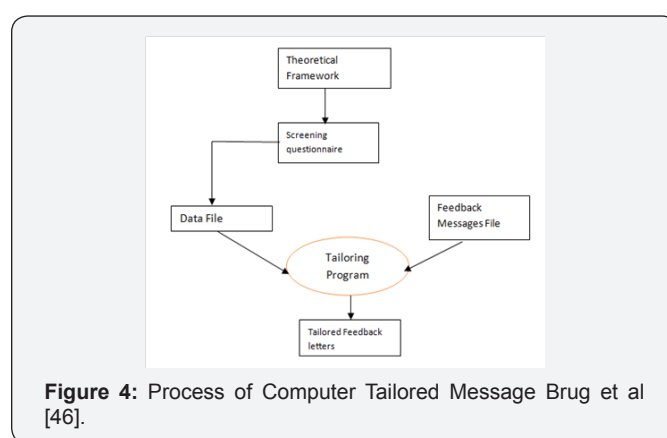 Theoretical
Framework
Screening
questionnaire
Data File
Feedback
Messages File
Tailoring
Program
Tailored Feedback
letters
Figure 4: Process of Computer Tailored Message Brug et al
[46].